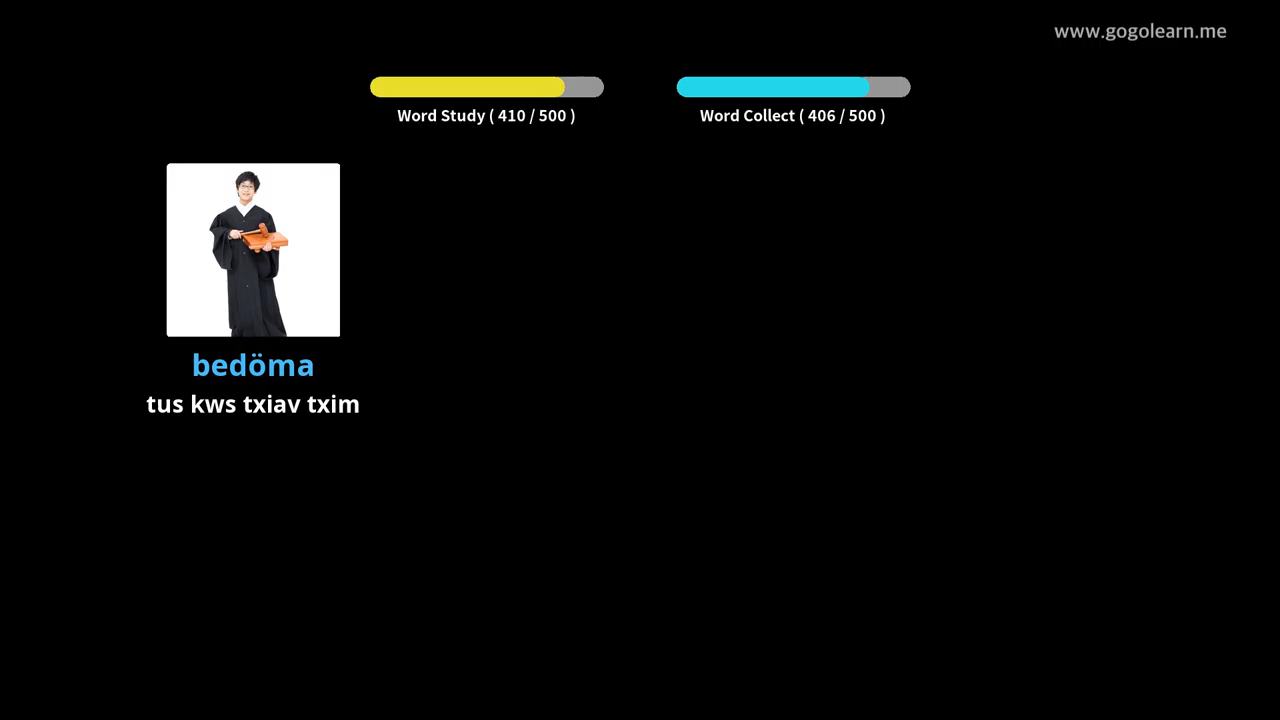 www.gogolearn.me
Word Study ( 410 / 500 )
Word Collect ( 406 / 500 )
bedöma
tus kws txiav txim